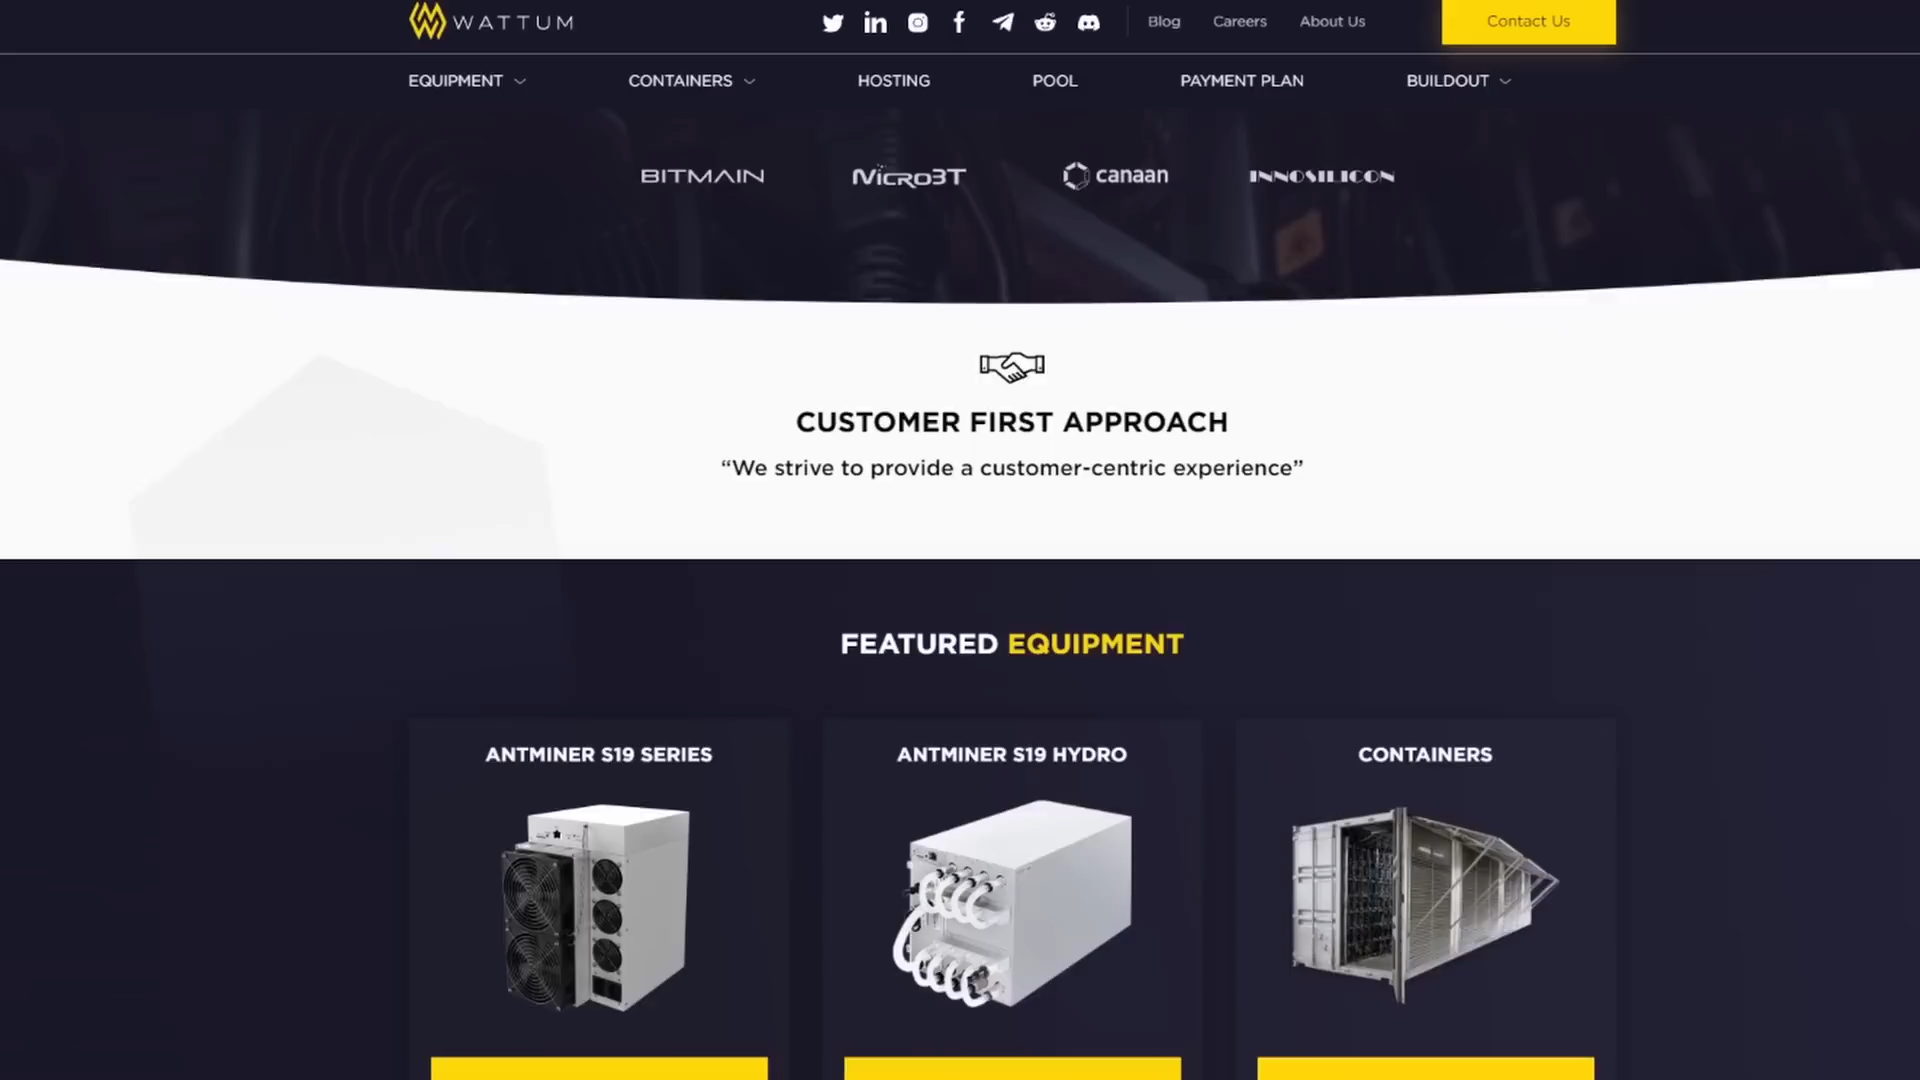 WATTUM
Blog
Careers
About Us
Contact Us
EQUIPMENT
CONTAINERS
HOSTING
POOL
PAYMENT PLAN
BUILDOUT
BITMAIN
MicroBT
canaan
INNOSILICON
CUSTOMER FIRST APPROACH
“We strive to provide a customer-centric experience”
FEATURED EQUIPMENT
ANTMINER S19 SERIES
ANTMINER S19 HYDRO
CONTAINERS